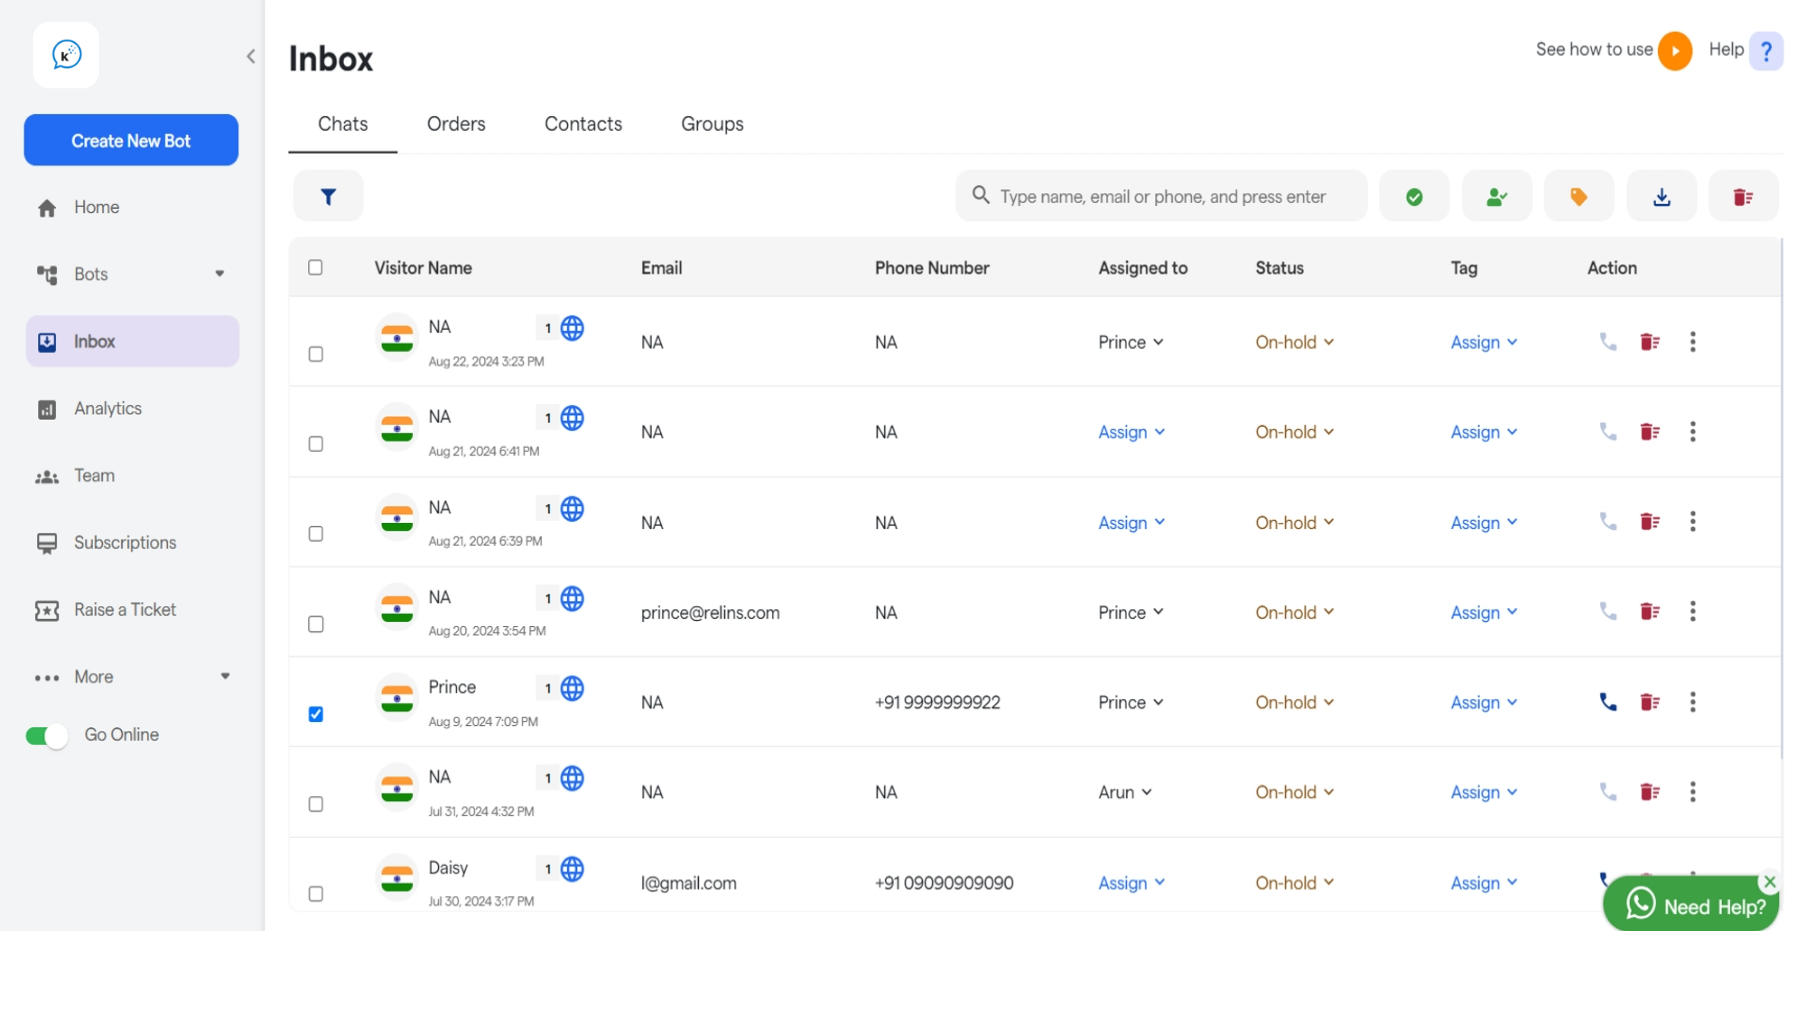 k
Create New Bot
Home
Bots
Inbox
Analytics
Team
Subscriptions
Raise a Ticket
More
Go Online
Inbox
See how to use
Help ?
Chats Orders Contacts Groups
Type name, email or phone, and press enter
Visitor Name Email Phone Number Assigned to Status Tag Action
NA 1 NA NA Prince On-hold Assign
Aug 22, 2024 3:23 PM
NA 1 NA NA Assign On-hold Assign
Aug 21, 2024 6:41 PM
NA 1 NA NA Assign On-hold Assign
Aug 21, 2024 6:39 PM
NA 1 prince@relins.com NA Prince On-hold Assign
Aug 20, 2024 3:54 PM
Prince 1 NA +91 9999999922 Prince On-hold Assign
Aug 9, 2024 7:09 PM
NA 1 NA NA Arun On-hold Assign
Jul 31, 2024 4:32 PM
Daisy 1 l@gmail.com +91 09090909090 Assign On-hold Assign
Jul 30, 2024 3:17 PM
Need Help?